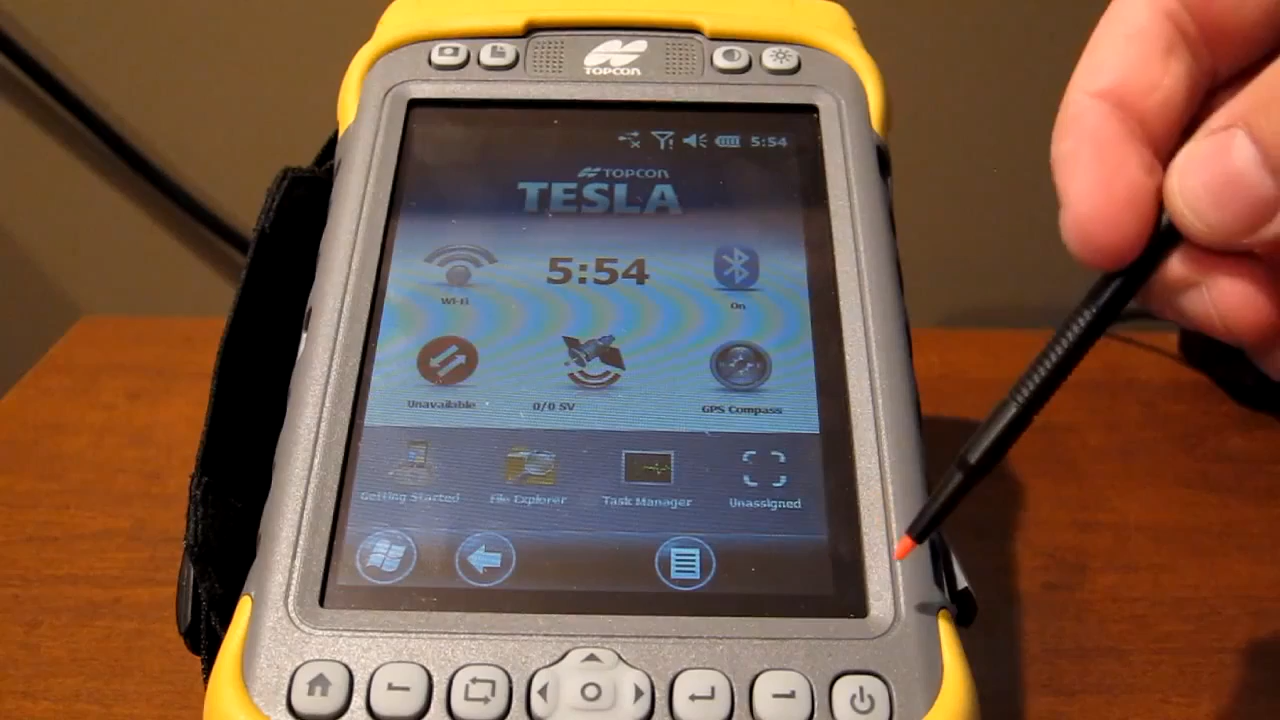 TOPCON
5:54
TOPCON
TESLA
Wi-Fi
5:54
On
Unavailable
0/0 SV
GPS Compass
Getting Started
File Explorer
Task Manager
Unassigned